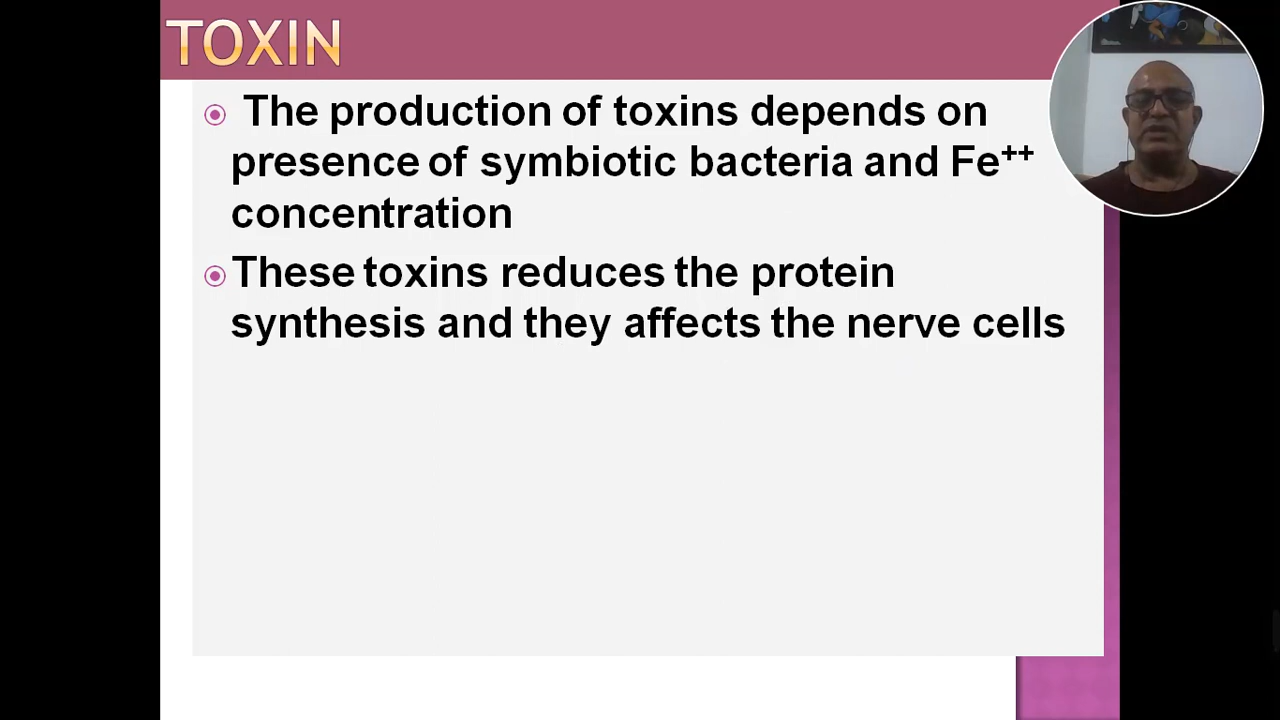 TOXIN
The production of toxins depends on
presence of symbiotic bacteria and Fe⁺⁺
concentration
These toxins reduces the protein
synthesis and they affects the nerve cells